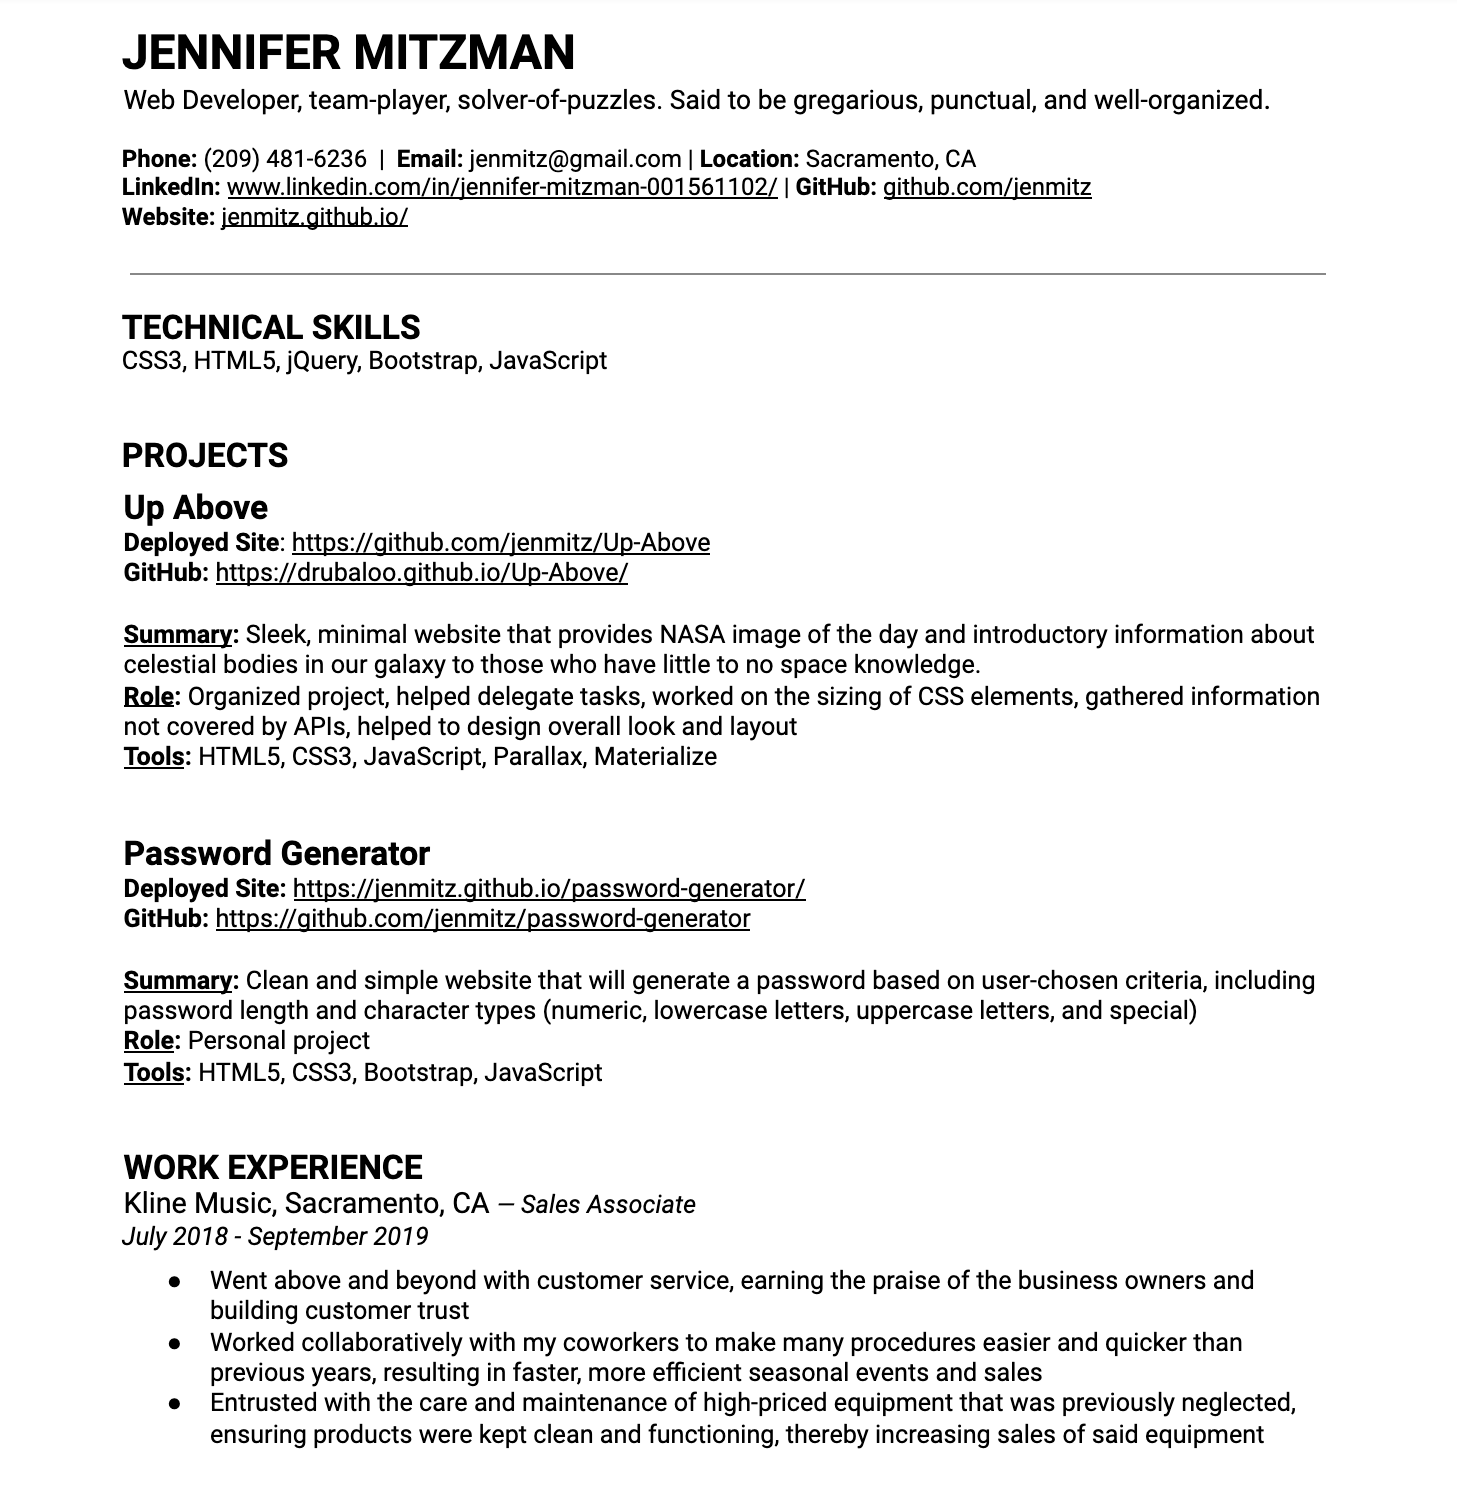 JENNIFER MITZMAN
Web Developer, team-player, solver-of-puzzles. Said to be gregarious, punctual, and well-organized.
Phone: (209) 481-6236 | Email: jenmitz@gmail.com | Location: Sacramento, CA
LinkedIn: www.linkedin.com/in/jennifer-mitzman-001561102/ | GitHub: github.com/jenmitz
Website: jenmitz.github.io/
TECHNICAL SKILLS
CSS3, HTML5, jQuery, Bootstrap, JavaScript
PROJECTS
Up Above
Deployed Site: https://github.com/jenmitz/Up-Above
GitHub: https://drubaloo.github.io/Up-Above/
Summary: Sleek, minimal website that provides NASA image of the day and introductory information about
celestial bodies in our galaxy to those who have little to no space knowledge.
Role: Organized project, helped delegate tasks, worked on the sizing of CSS elements, gathered information
not covered by APIs, helped to design overall look and layout
Tools: HTML5, CSS3, JavaScript, Parallax, Materialize
Password Generator
Deployed Site: https://jenmitz.github.io/password-generator/
GitHub: https://github.com/jenmitz/password-generator
Summary: Clean and simple website that will generate a password based on user-chosen criteria, including
password length and character types (numeric, lowercase letters, uppercase letters, and special)
Role: Personal project
Tools: HTML5, CSS3, Bootstrap, JavaScript
WORK EXPERIENCE
Kline Music, Sacramento, CA — Sales Associate
July 2018 - September 2019
● Went above and beyond with customer service, earning the praise of the business owners and
building customer trust
● Worked collaboratively with my coworkers to make many procedures easier and quicker than
previous years, resulting in faster, more efficient seasonal events and sales
● Entrusted with the care and maintenance of high-priced equipment that was previously neglected,
ensuring products were kept clean and functioning, thereby increasing sales of said equipment